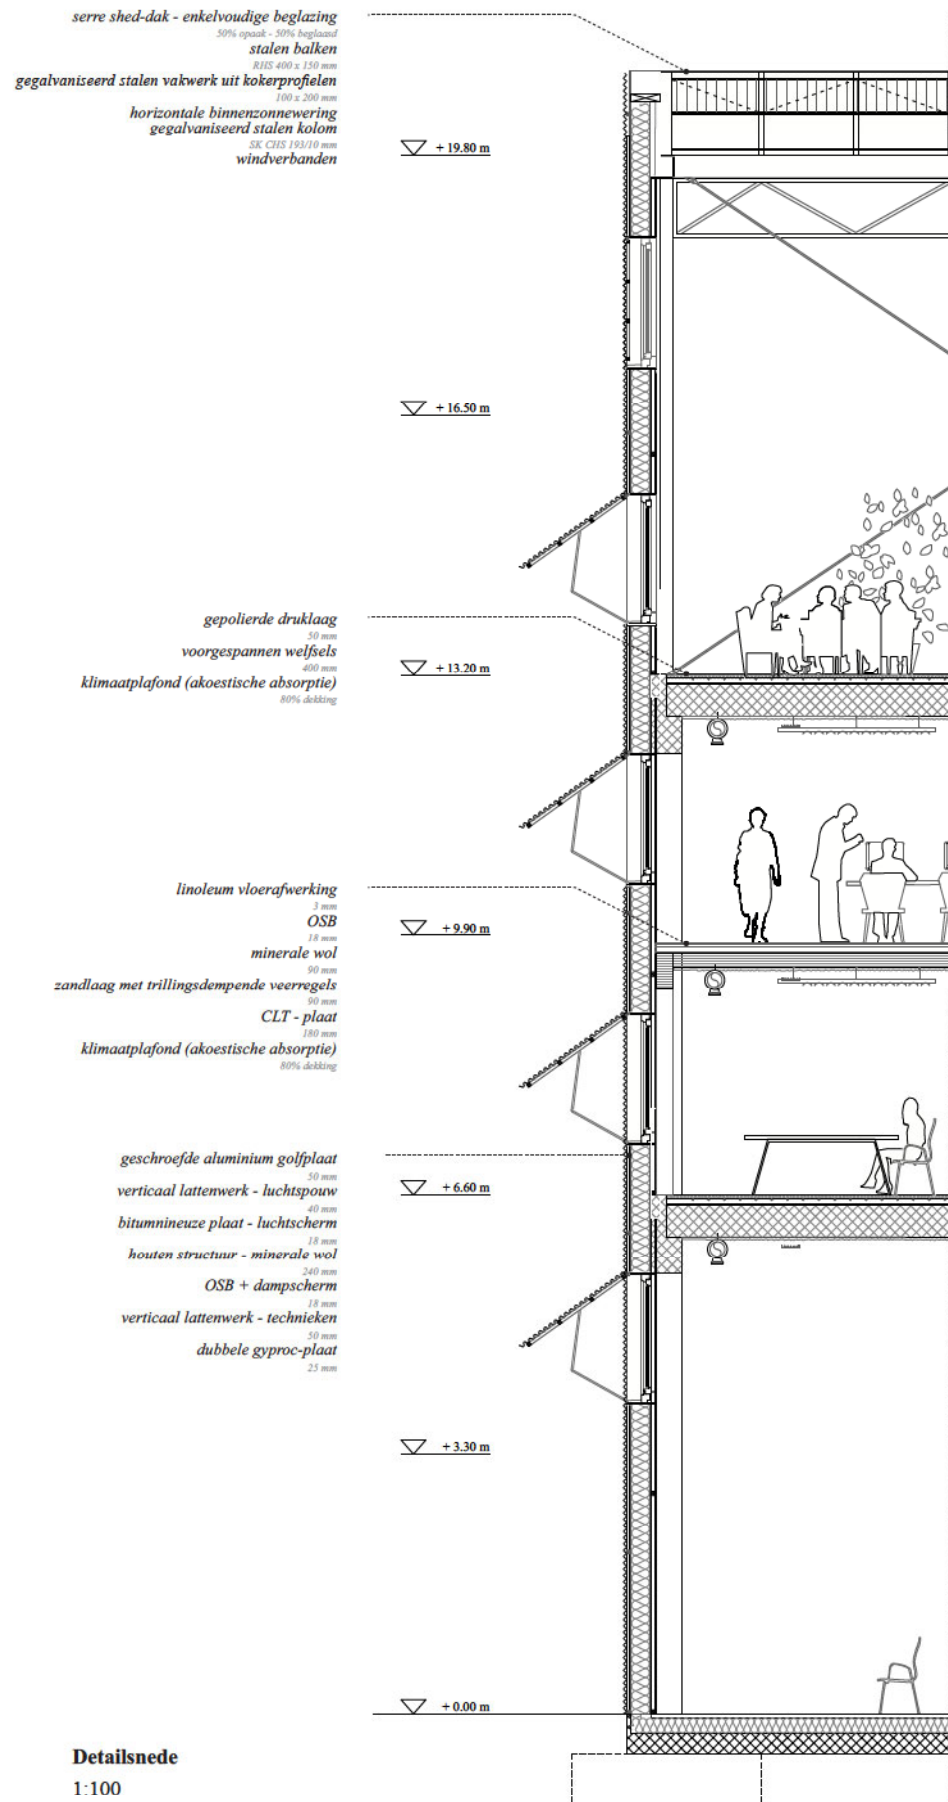 serre shed-dak - enkelvoudige beglazing
50% opaak - 50% beglaasd
stalen balken
RHS 400 x 150 mm
gegalvaniseerd stalen vakwerk uit kokerprofielen
100 x 200 mm
horizontale binnenzonnewering
gegalvaniseerd stalen kolom
SK CHS 193/10 mm
windverbanden
+ 19.80 m
+ 16.50 m
gepolierde druklaag
50 mm
voorgespannen welfsels
400 mm
klimaatplafond (akoestische absorptie)
80% dekking
+ 13.20 m
linoleum vloerafwerking
3 mm
OSB
18 mm
minerale wol
90 mm
zandlaag met trillingsdempende veerregels
90 mm
CLT - plaat
180 mm
klimaatplafond (akoestische absorptie)
80% dekking
+ 9.90 m
geschroefde aluminium golfplaat
50 mm
verticaal lattenwerk - luchtspouw
40 mm
bitumnineuze plaat - luchtscherm
18 mm
houten structuur - minerale wol
240 mm
OSB + dampscherm
18 mm
verticaal lattenwerk - technieken
50 mm
dubbele gyproc-plaat
25 mm
+ 6.60 m
+ 3.30 m
+ 0.00 m
Detailsnede
1:100